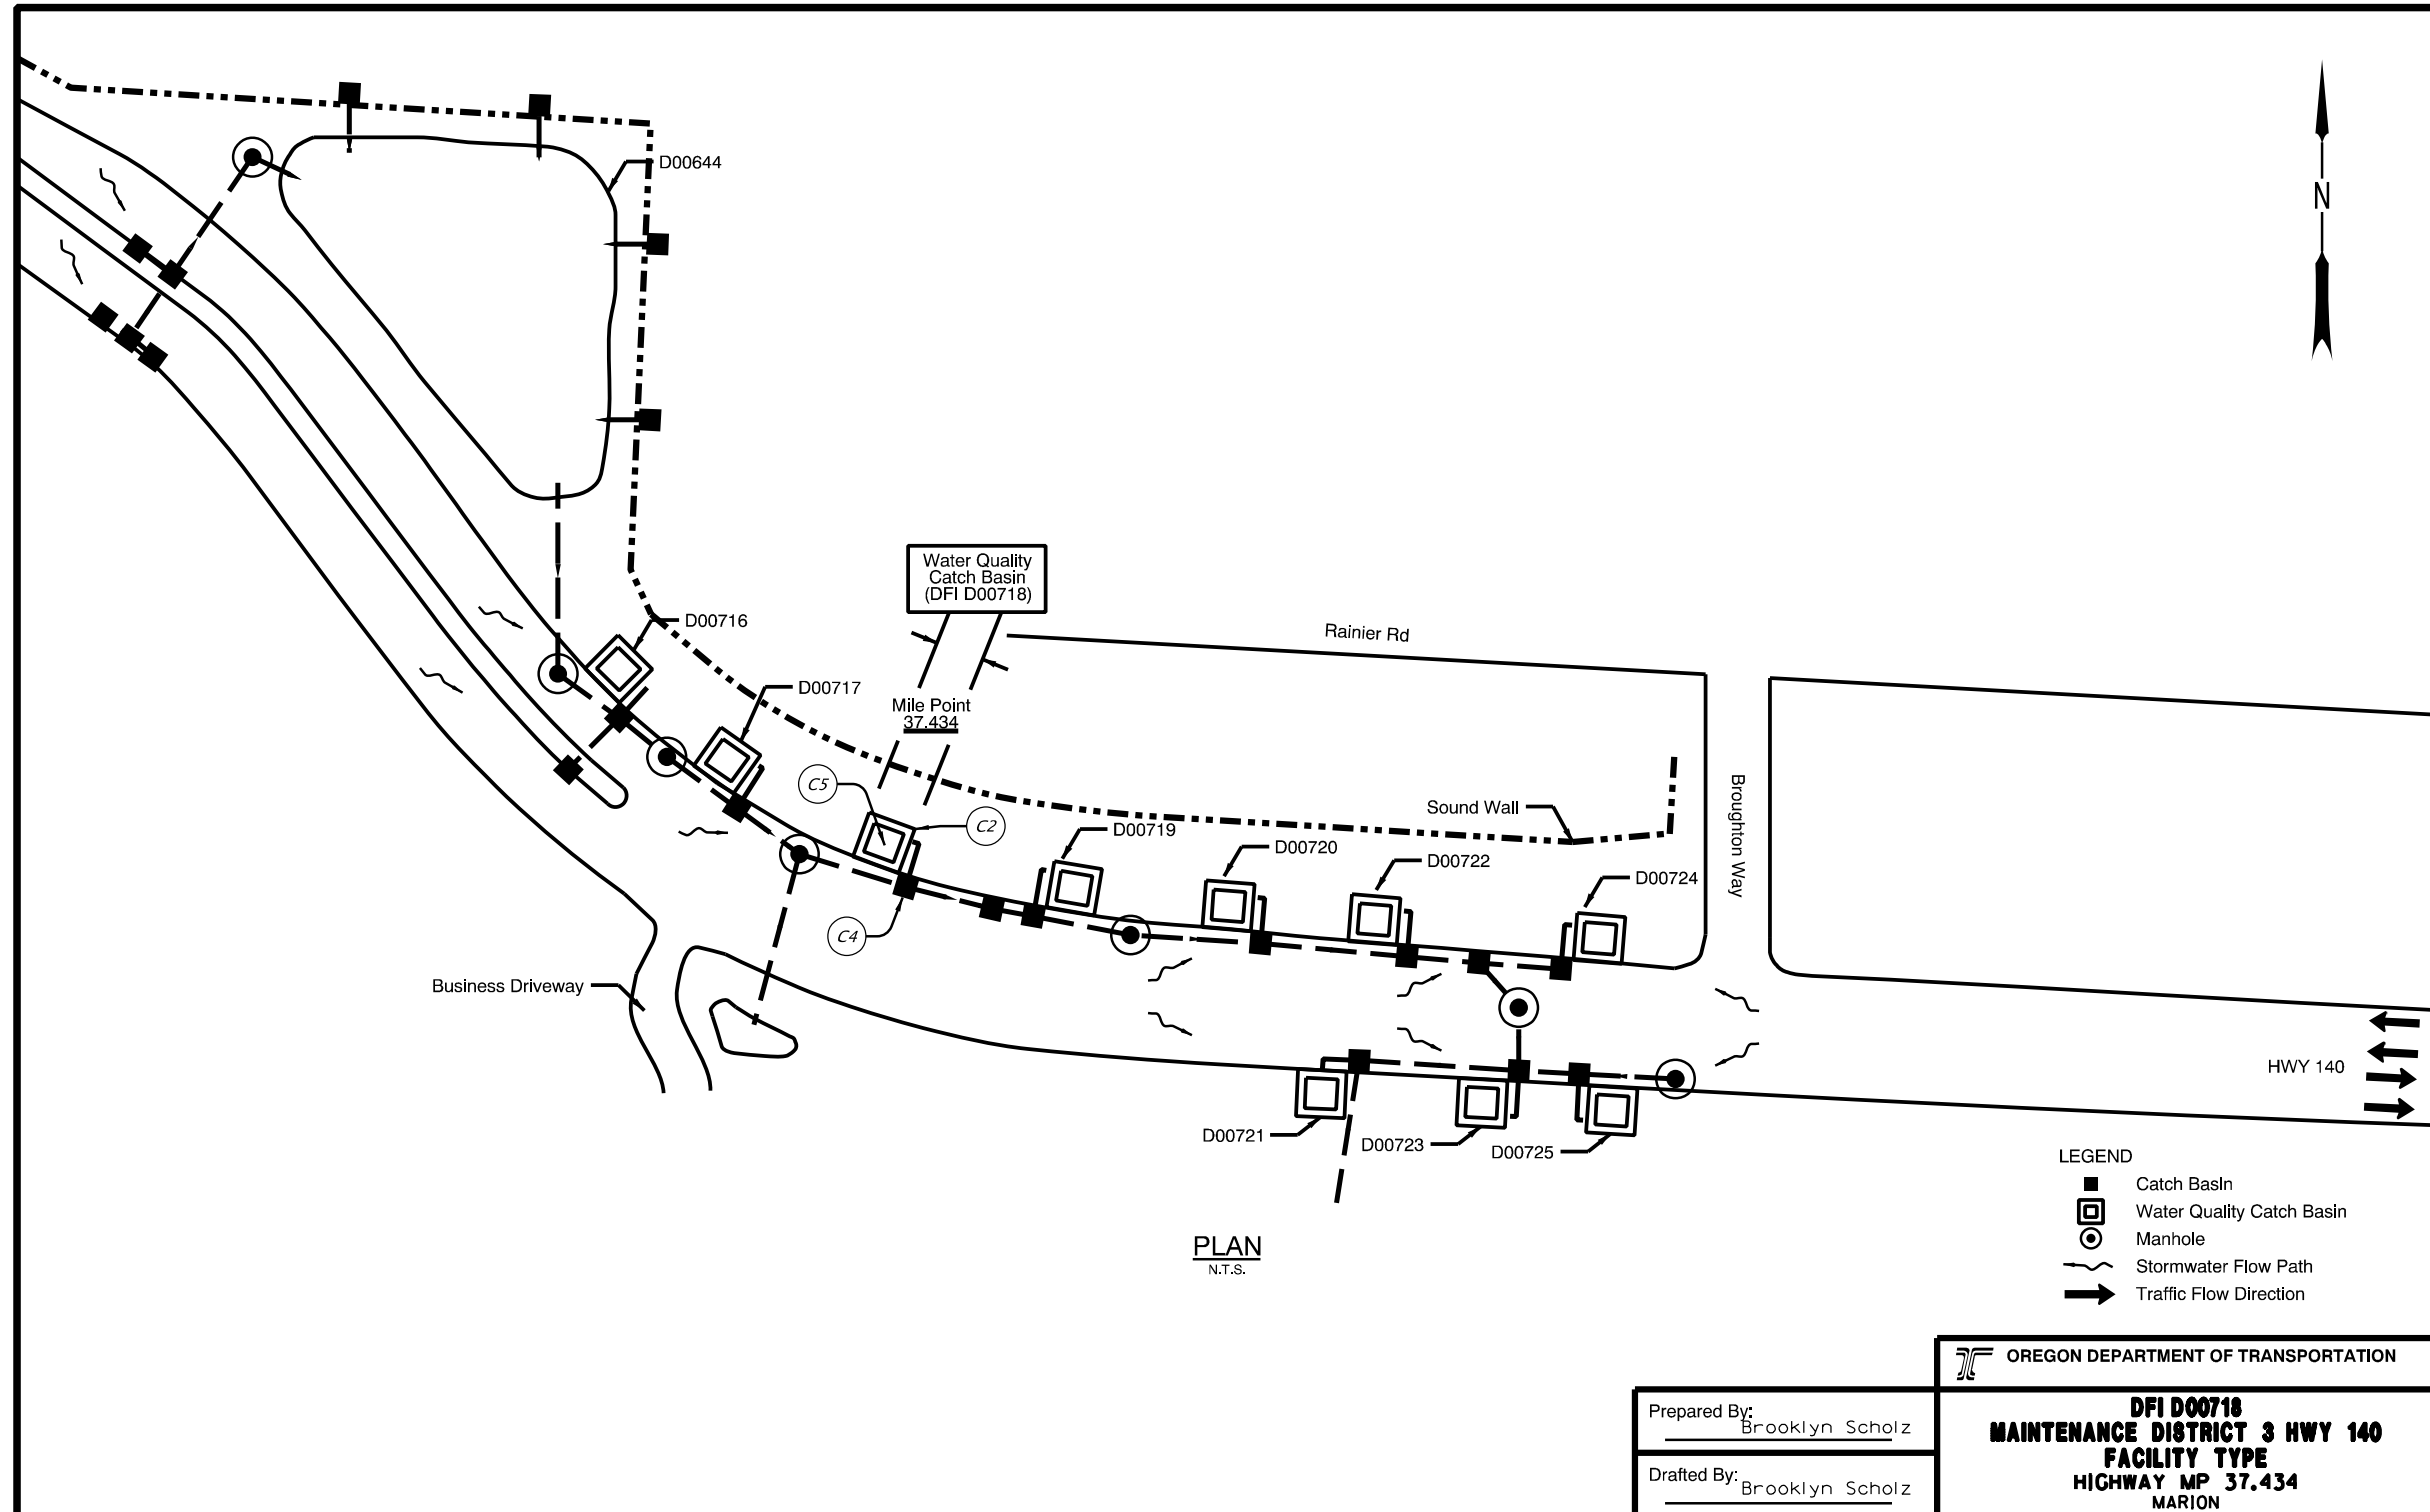 N
D00644
Water Quality
Catch Basin
(DFI D00718)
D00716
Rainier Rd
D00717
Mile Point
37.434
C5
C2
Sound Wall
Broughton Way
D00719
D00720
D00722
D00724
C4
Business Driveway
HWY 140
D00721
D00723
D00725
LEGEND
Catch Basin
Water Quality Catch Basin
Manhole
Stormwater Flow Path
Traffic Flow Direction
PLAN
N.T.S.
OREGON DEPARTMENT OF TRANSPORTATION
Prepared By: Brooklyn Scholz
Drafted By: Brooklyn Scholz
DFI D00718
MAINTENANCE DISTRICT 3 HWY 140
FACILITY TYPE
HIGHWAY MP 37.434
MARION